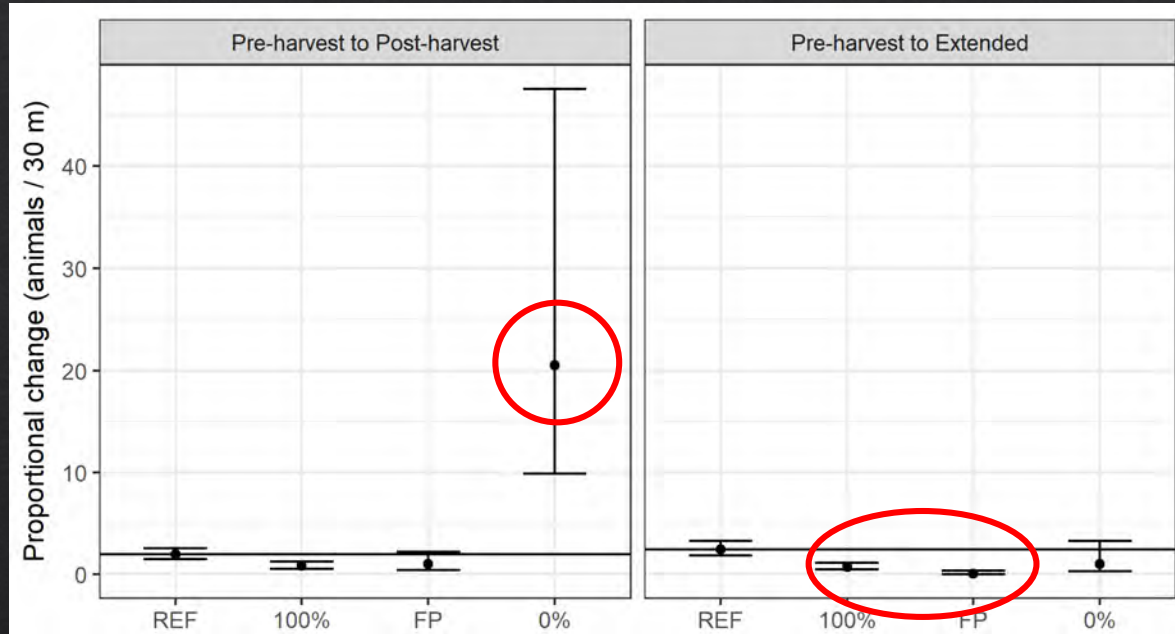 Pre-harvest to Post-harvest
Pre-harvest to Extended
Proportional change (animals / 30 m)
40
30
20
10
0
REF 100% FP 0%
REF 100% FP 0%